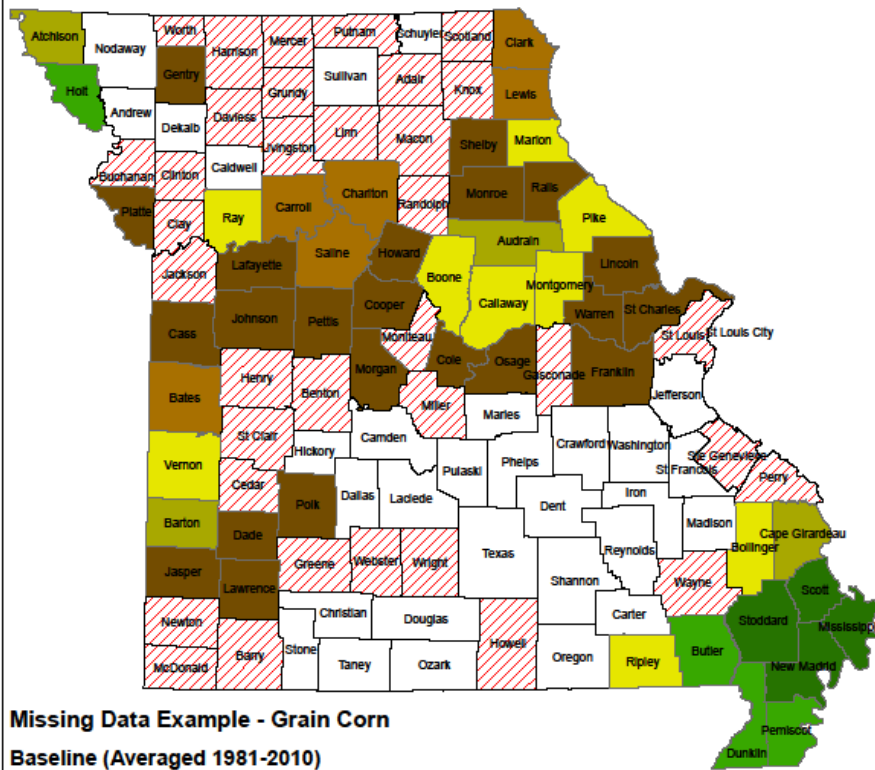 Atchison
Nodaway
Worth
Harrison
Mercer
Putnam
Schuyler
Scotland
Clark
Gentry
Sullivan
Adair
Knox
Lewis
Holt
Andrew
Dekalb
Daviess
Grundy
Linn
Macon
Shelby
Marion
Buchanan
Clinton
Caldwell
Livingston
Chariton
Randolph
Monroe
Ralls
Pike
Platte
Clay
Ray
Carroll
Saline
Howard
Audrain
Lincoln
Jackson
Lafayette
Boone
Callaway
Montgomery
Warren
St Charles
St Louis
St Louis City
Cass
Johnson
Pettis
Cooper
Moniteau
Cole
Osage
Gasconade
Franklin
Jefferson
Bates
Henry
Benton
Morgan
Miller
Maries
St Clair
Hickory
Camden
Pulaski
Phelps
Crawford
Washington
St Francois
Ste Genevieve
Perry
Vernon
Cedar
Polk
Dallas
Laclede
Dent
Iron
Madison
Bollinger
Cape Girardeau
Barton
Dade
Greene
Webster
Wright
Texas
Shannon
Reynolds
Wayne
Scott
Jasper
Lawrence
Christian
Douglas
Howell
Carter
Stoddard
Mississipp
Newton
McDonald
Barry
Stone
Taney
Ozark
Oregon
Ripley
Butler
New Madrid
Dunklin
Pemiscot
Missing Data Example - Grain Corn
Baseline (Averaged 1981-2010)